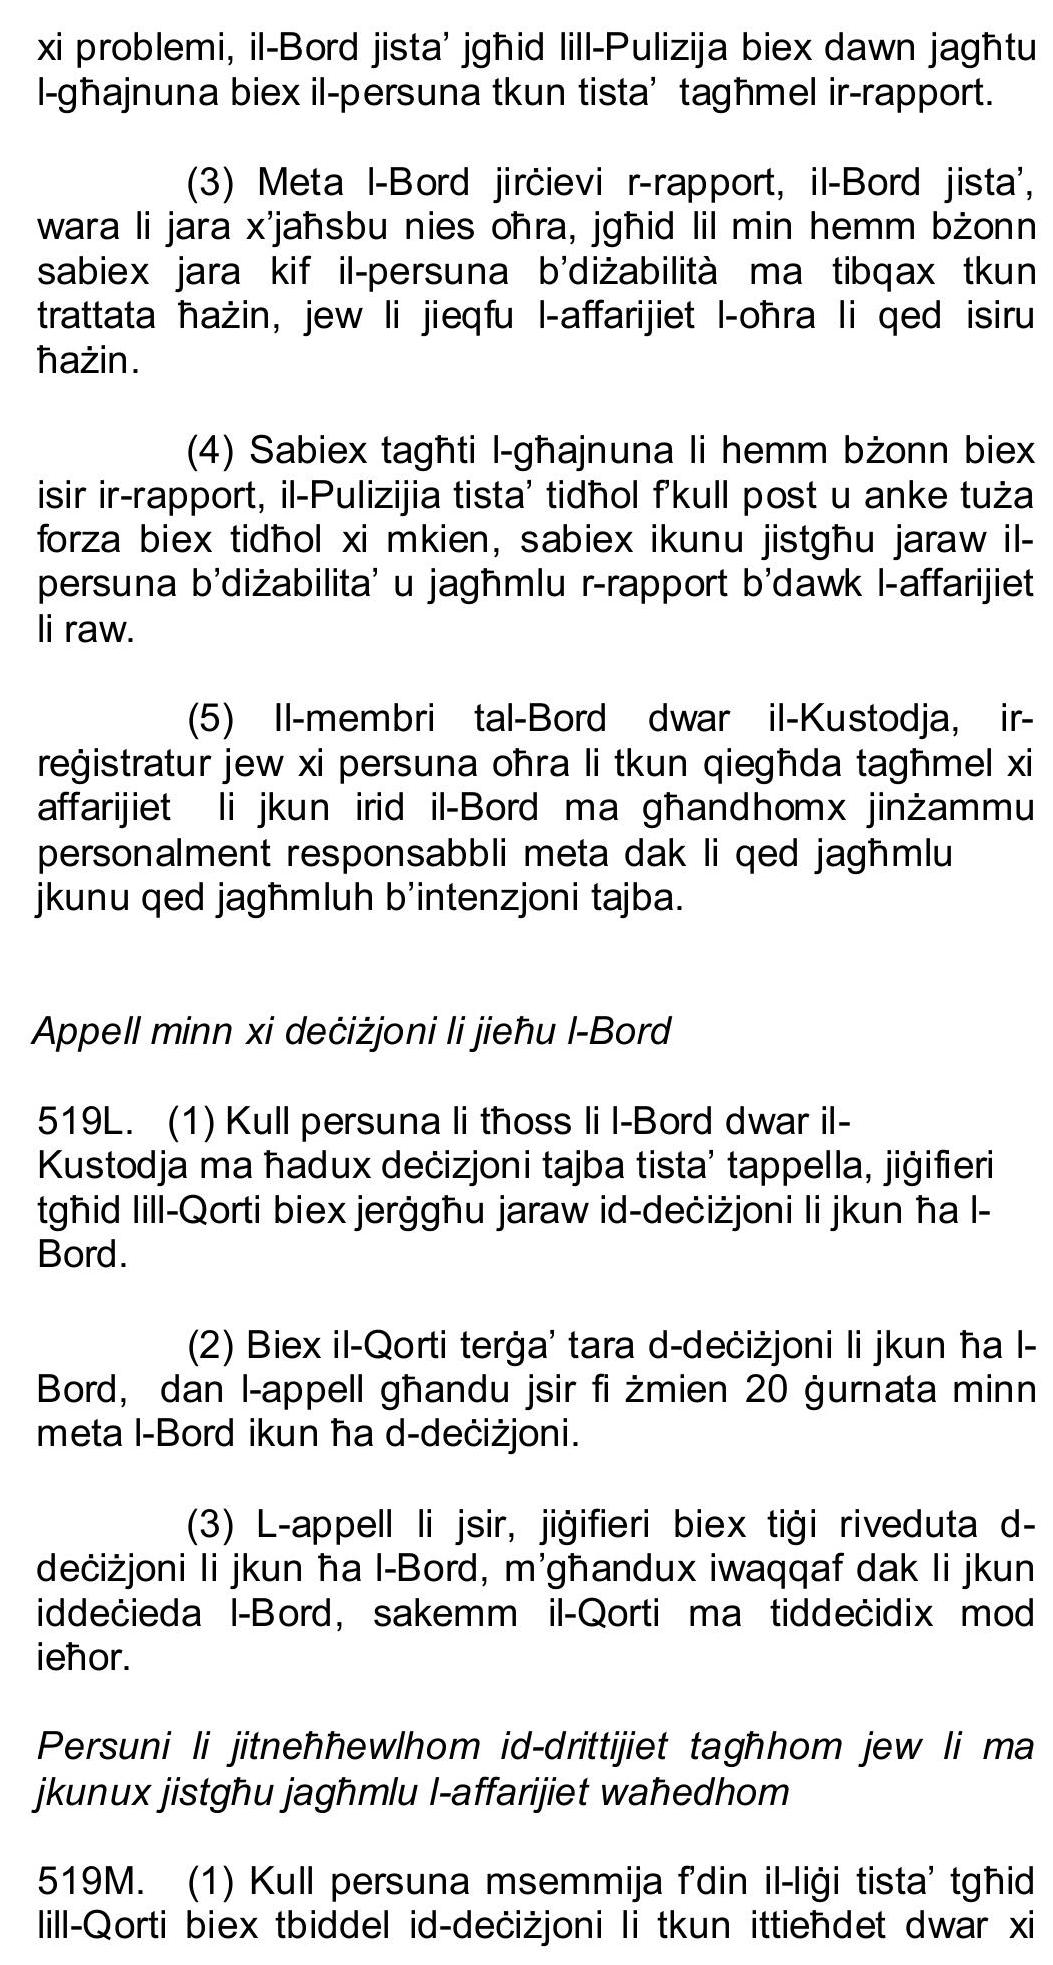 xi problemi, il-Bord jista’ jgħid lill-Pulizija biex dawn jagħtu
l-għajnuna biex il-persuna tkun tista’ tagħmel ir-rapport.
(3) Meta l-Bord jirċievi r-rapport, il-Bord jista’,
wara li jara x’jaħsbu nies oħra, jgħid lil min hemm bżonn
sabiex jara kif il-persuna b’diżabilità ma tibqax tkun
trattata ħażin, jew li jieqfu l-affarijiet l-oħra li qed isiru
ħażin.
(4) Sabiex tagħti l-għajnuna li hemm bżonn biex
isir ir-rapport, il-Pulizijia tista’ tidħol f’kull post u anke tuża
forza biex tidħol xi mkien, sabiex ikunu jistgħu jaraw il-
persuna b’diżabilita’ u jagħmlu r-rapport b’dawk l-affarijiet
li raw.
(5) Il-membri tal-Bord dwar il-Kustodja, ir-
reġistratur jew xi persuna oħra li tkun qiegħda tagħmel xi
affarijiet li jkun irid il-Bord ma għandhomx jinżammu
personalment responsabbli meta dak li qed jagħmlu
jkunu qed jagħmluh b’intenzjoni tajba.
Appell minn xi deċiżjoni li jieħu l-Bord
519L. (1) Kull persuna li tħoss li l-Bord dwar il-
Kustodja ma ħadux deċizjoni tajba tista’ tappella, jiġifieri
tgħid lill-Qorti biex jerġgħu jaraw id-deċiżjoni li jkun ħa l-
Bord.
(2) Biex il-Qorti terġa’ tara d-deċiżjoni li jkun ħa l-
Bord, dan l-appell għandu jsir fi żmien 20 ġurnata minn
meta l-Bord ikun ħa d-deċiżjoni.
(3) L-appell li jsir, jiġifieri biex tiġi riveduta d-
deċiżjoni li jkun ħa l-Bord, m’għandux iwaqqaf dak li jkun
iddeċieda l-Bord, sakemm il-Qorti ma tiddeċidix mod
ieħor.
Persuni li jitneħħewlhom id-drittijiet tagħhom jew li ma
jkunux jistgħu jagħmlu l-affarijiet waħedhom
519M. (1) Kull persuna msemmija f’din il-liġi tista’ tgħid
lill-Qorti biex tbiddel id-deċiżjoni li tkun ittieħdet dwar xi